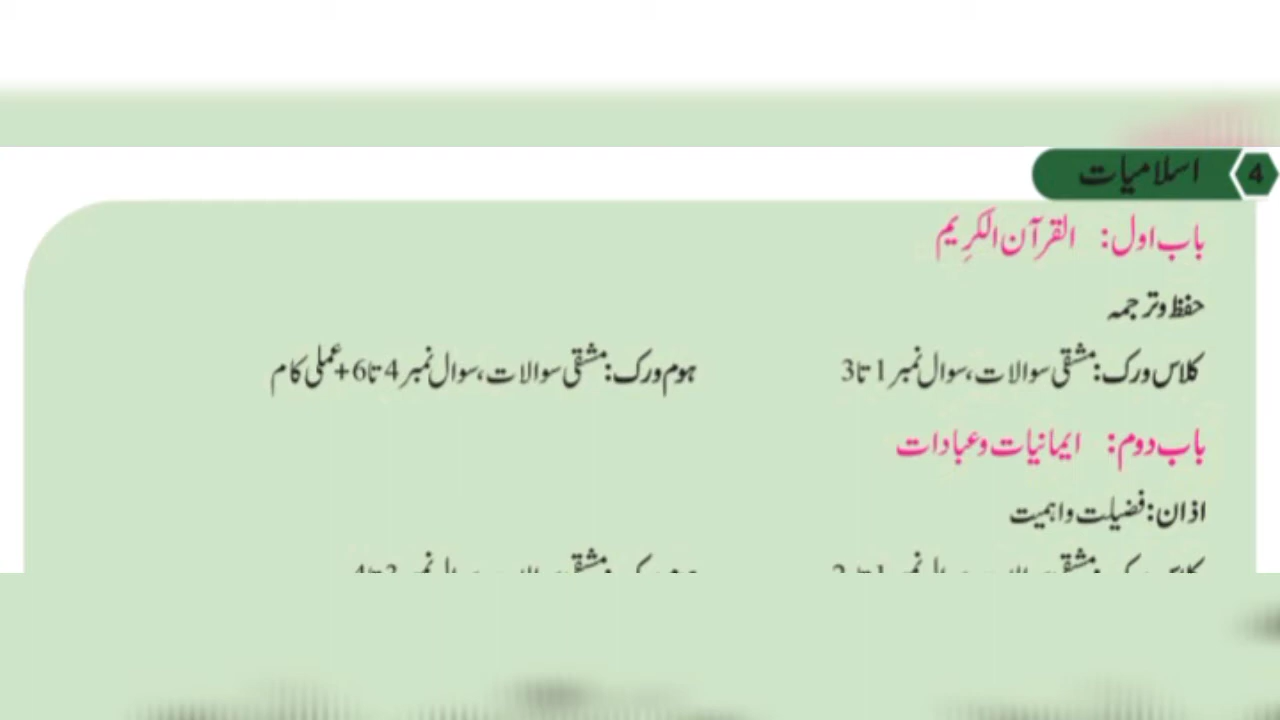 4 اسلامیات
باب اول: القرآن الکریم
حفظ و ترجمہ
کلاس ورک: مشقی سوالات، سوال نمبر 1 تا 3 ہوم ورک: مشقی سوالات، سوال نمبر 4 تا 6 + عملی کام
باب دوم: ایمانیات و عبادات
اذان: فضیلت و اہمیت